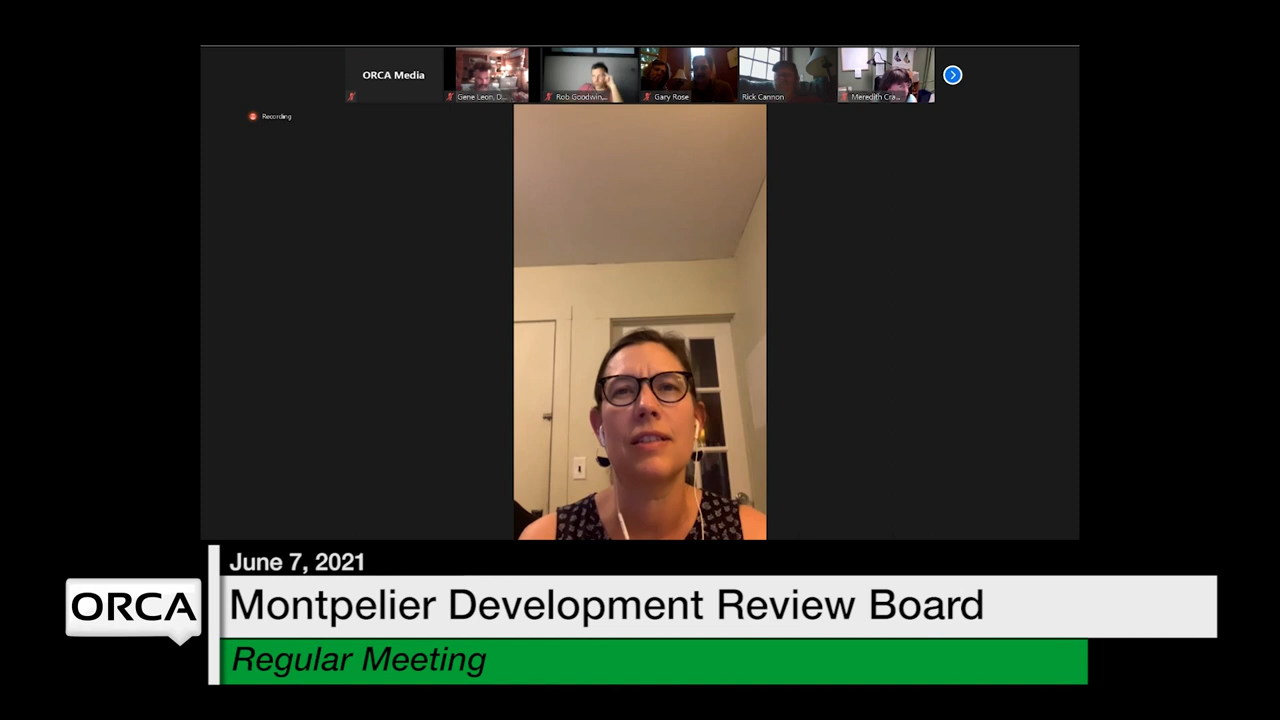 ORCA Media
Gene Leon, D...
Rob Goodwin,...
Gary Rose
Rick Cannon
Meredith Cra...
Recording
June 7, 2021
ORCA
Montpelier Development Review Board
Regular Meeting